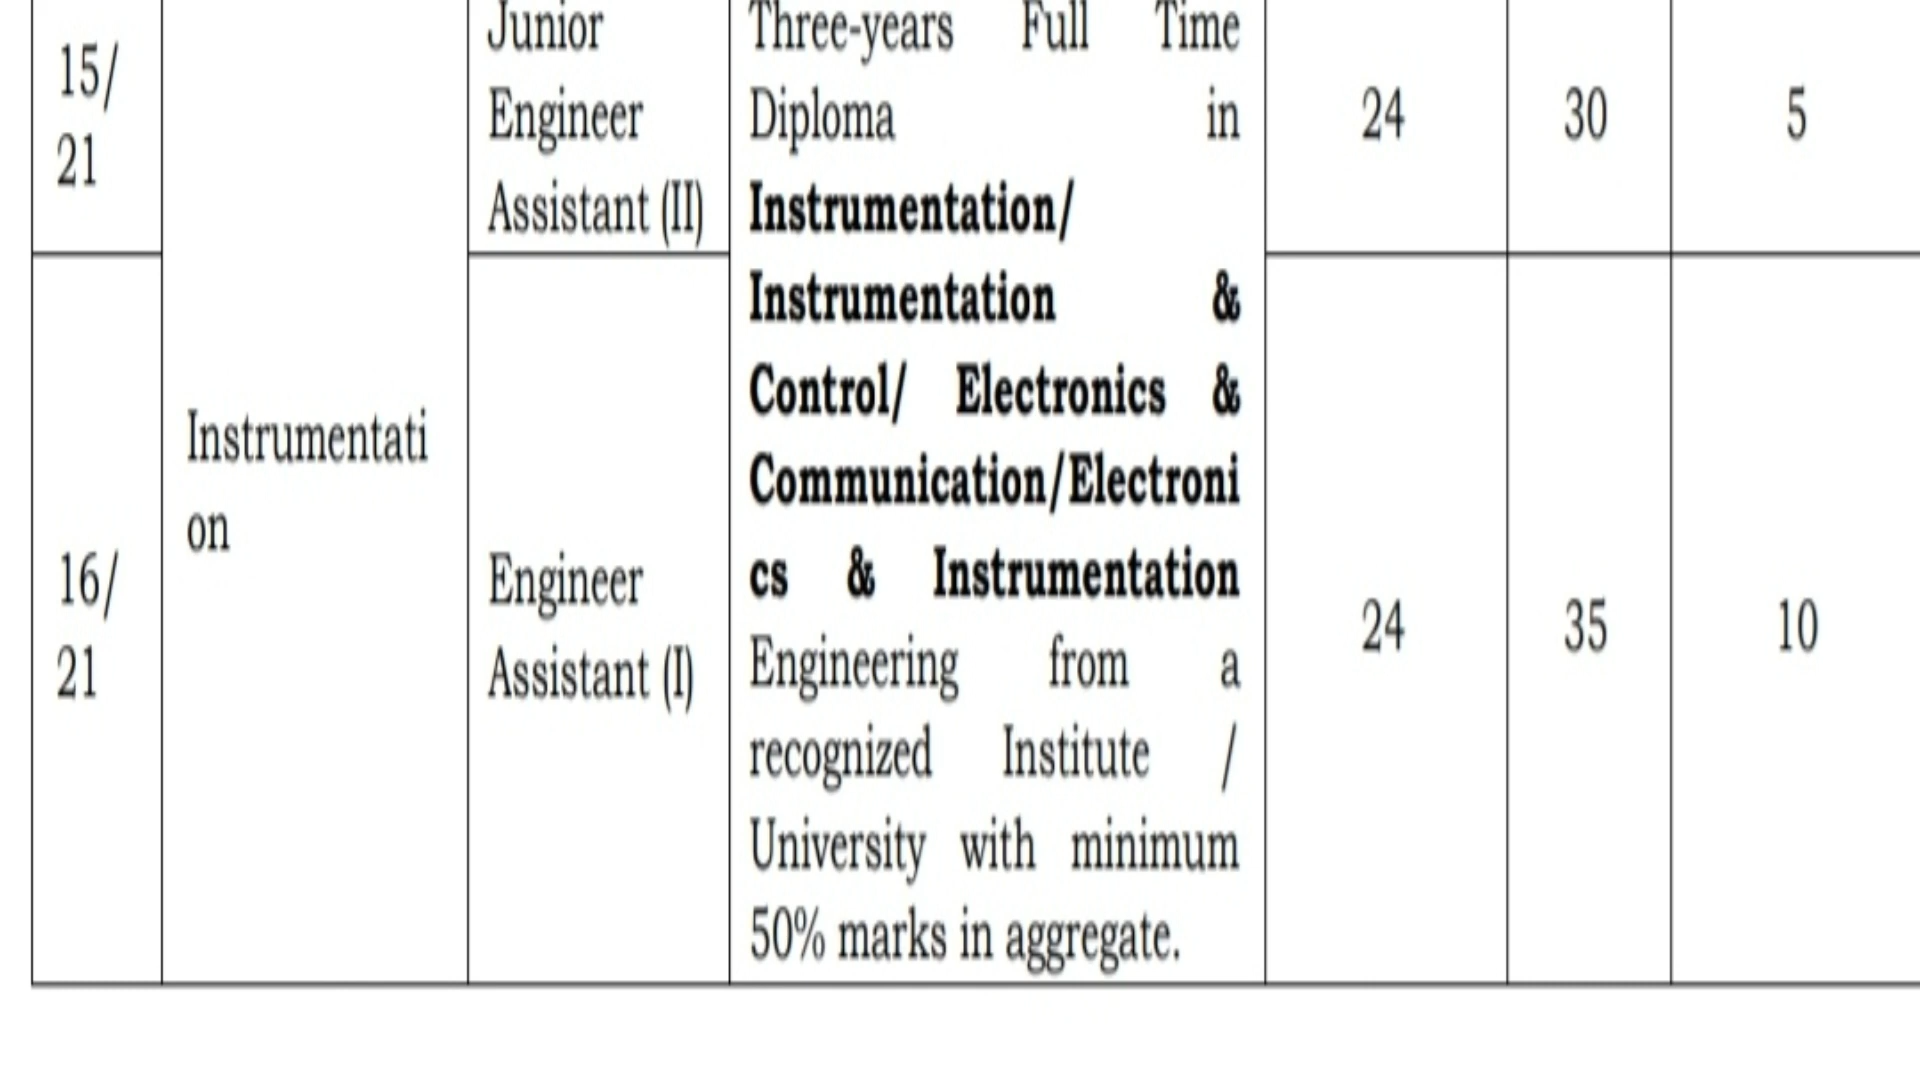 15/
21
Junior
Engineer
Assistant (II)
Three-years Full Time
Diploma in
Instrumentation/
Instrumentation &
Control/ Electronics &
Communication/Electroni
cs & Instrumentation
Engineering from a
recognized Institute /
University with minimum
50% marks in aggregate.
24
30
5
Instrumentati
on
16/
21
Engineer
Assistant (I)
24
35
10